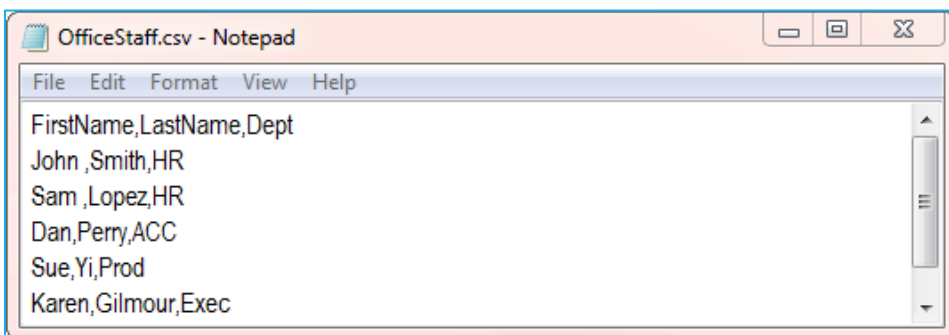 OfficeStaff.csv - Notepad
File Edit Format View Help
FirstName,LastName,Dept
John ,Smith,HR
Sam ,Lopez,HR
Dan,Perry,ACC
Sue,Yi,Prod
Karen,Gilmour,Exec